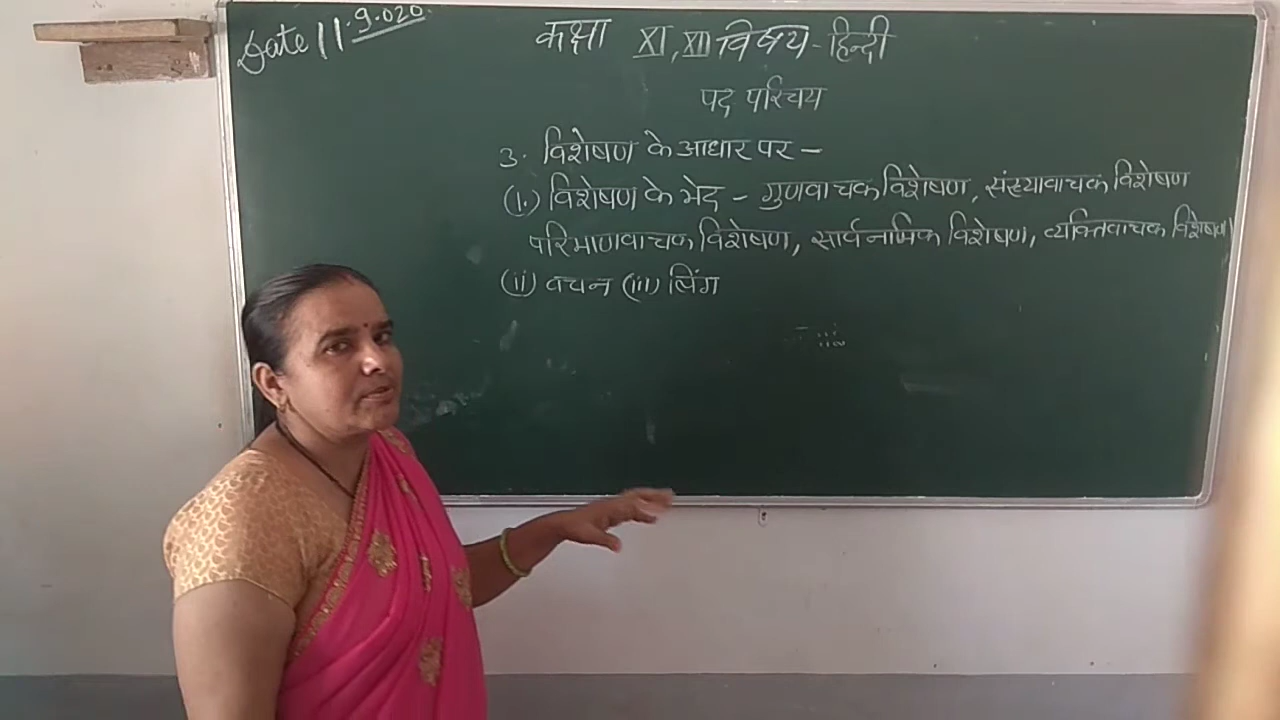 Date 11.9.020
कक्षा XI, XII विषय - हिन्दी
पद परिचय
3. विशेषण के आधार पर -
(i.) विशेषण के भेद - गुणवाचक विशेषण, संख्यावाचक विशेषण
परिमाणवाचक विशेषण, सार्वनामिक विशेषण, व्यक्तिवाचक विशेषण।
(ii) वचन (iii) लिंग